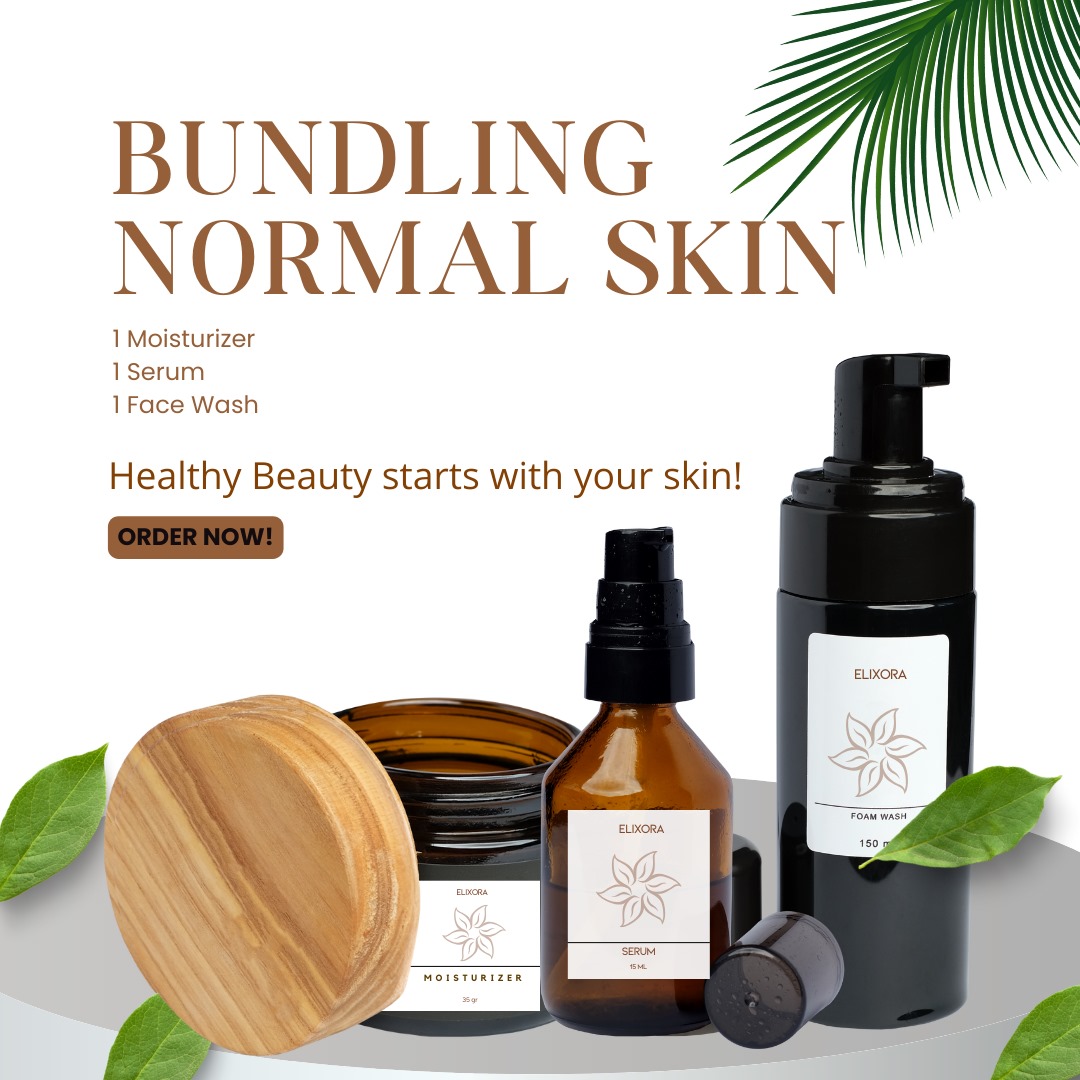 BUNDLING
NORMAL SKIN
1 Moisturizer
1 Serum
1 Face Wash
Healthy Beauty starts with your skin!
ORDER NOW!
ELIXORA
FOAM WASH
150 m
ELIXORA
SERUM
15 ML
ELIXORA
MOISTURIZER
35 gr